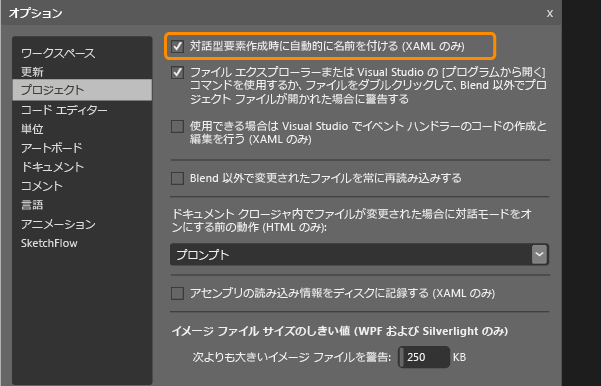 オプション
x
ワークスペース
更新
プロジェクト
コード エディター
単位
アートボード
ドキュメント
コメント
言語
アニメーション
SketchFlow
対話型要素作成時に自動的に名前を付ける (XAML のみ)
ファイル エクスプローラーまたは Visual Studio の [プログラムから開く]
コマンドを使用するか、ファイルをダブルクリックして、Blend 以外でプロ
ジェクト ファイルが開かれた場合に警告する
使用できる場合は Visual Studio でイベント ハンドラーのコードの作成と
編集を行う (XAML のみ)
Blend 以外で変更されたファイルを常に再読み込みする
ドキュメント クロージャ内でファイルが変更された場合に対話モードをオ
ンにする前の動作 (HTML のみ):
プロンプト
アセンブリの読み込み情報をディスクに記録する (XAML のみ)
イメージ ファイル サイズのしきい値 (WPF および Silverlight のみ)
次よりも大きいイメージ ファイルを警告: 250 KB